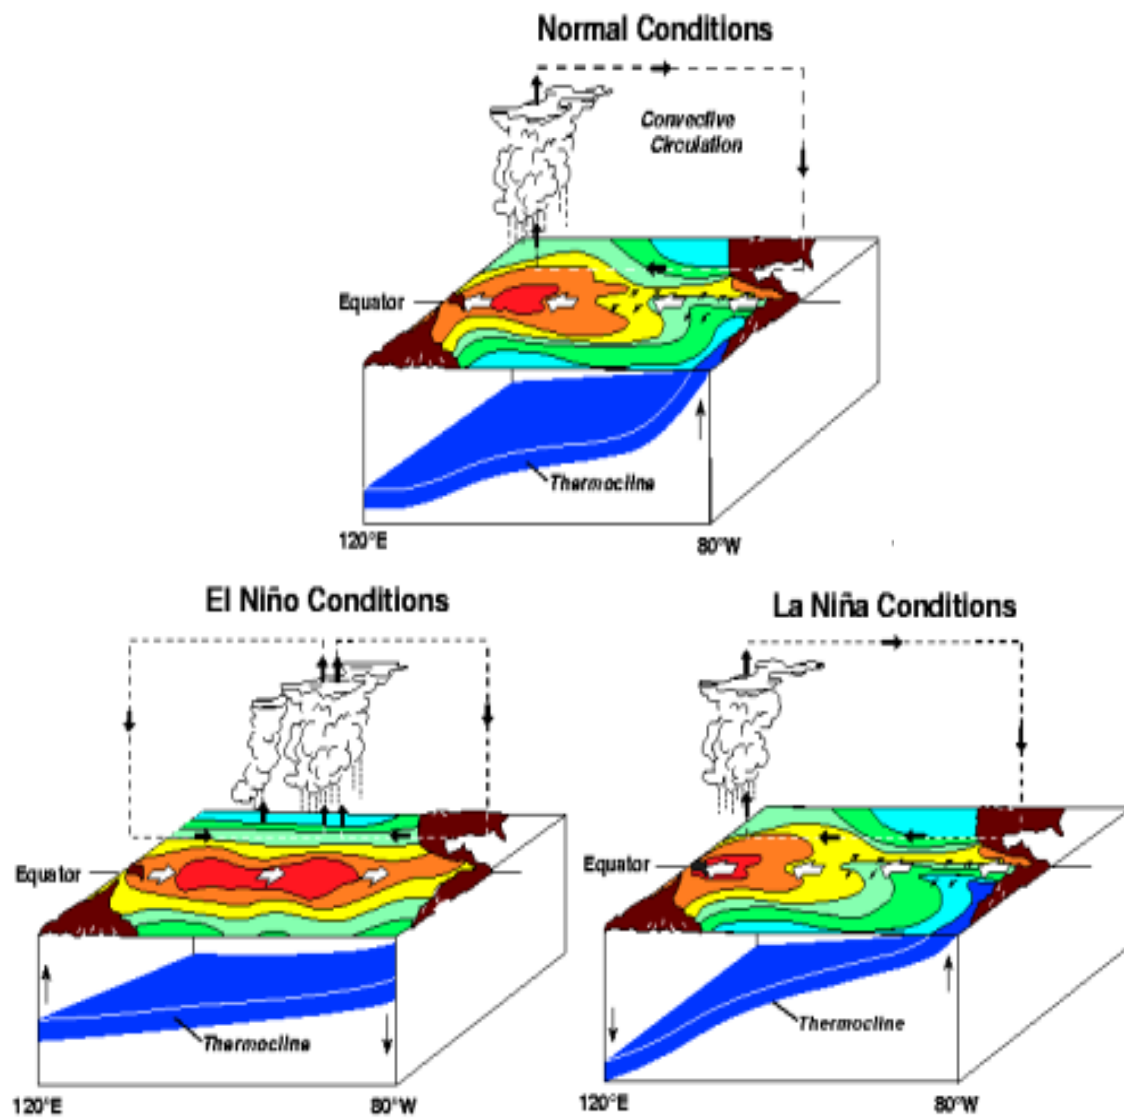 Normal Conditions
Convective
Circulation
Equator
Thermocline
120°E
80°W
El Niño Conditions
La Niña Conditions
Equator
Equator
Thermocline
Thermocline
120°E
80°W
120°E
80°W